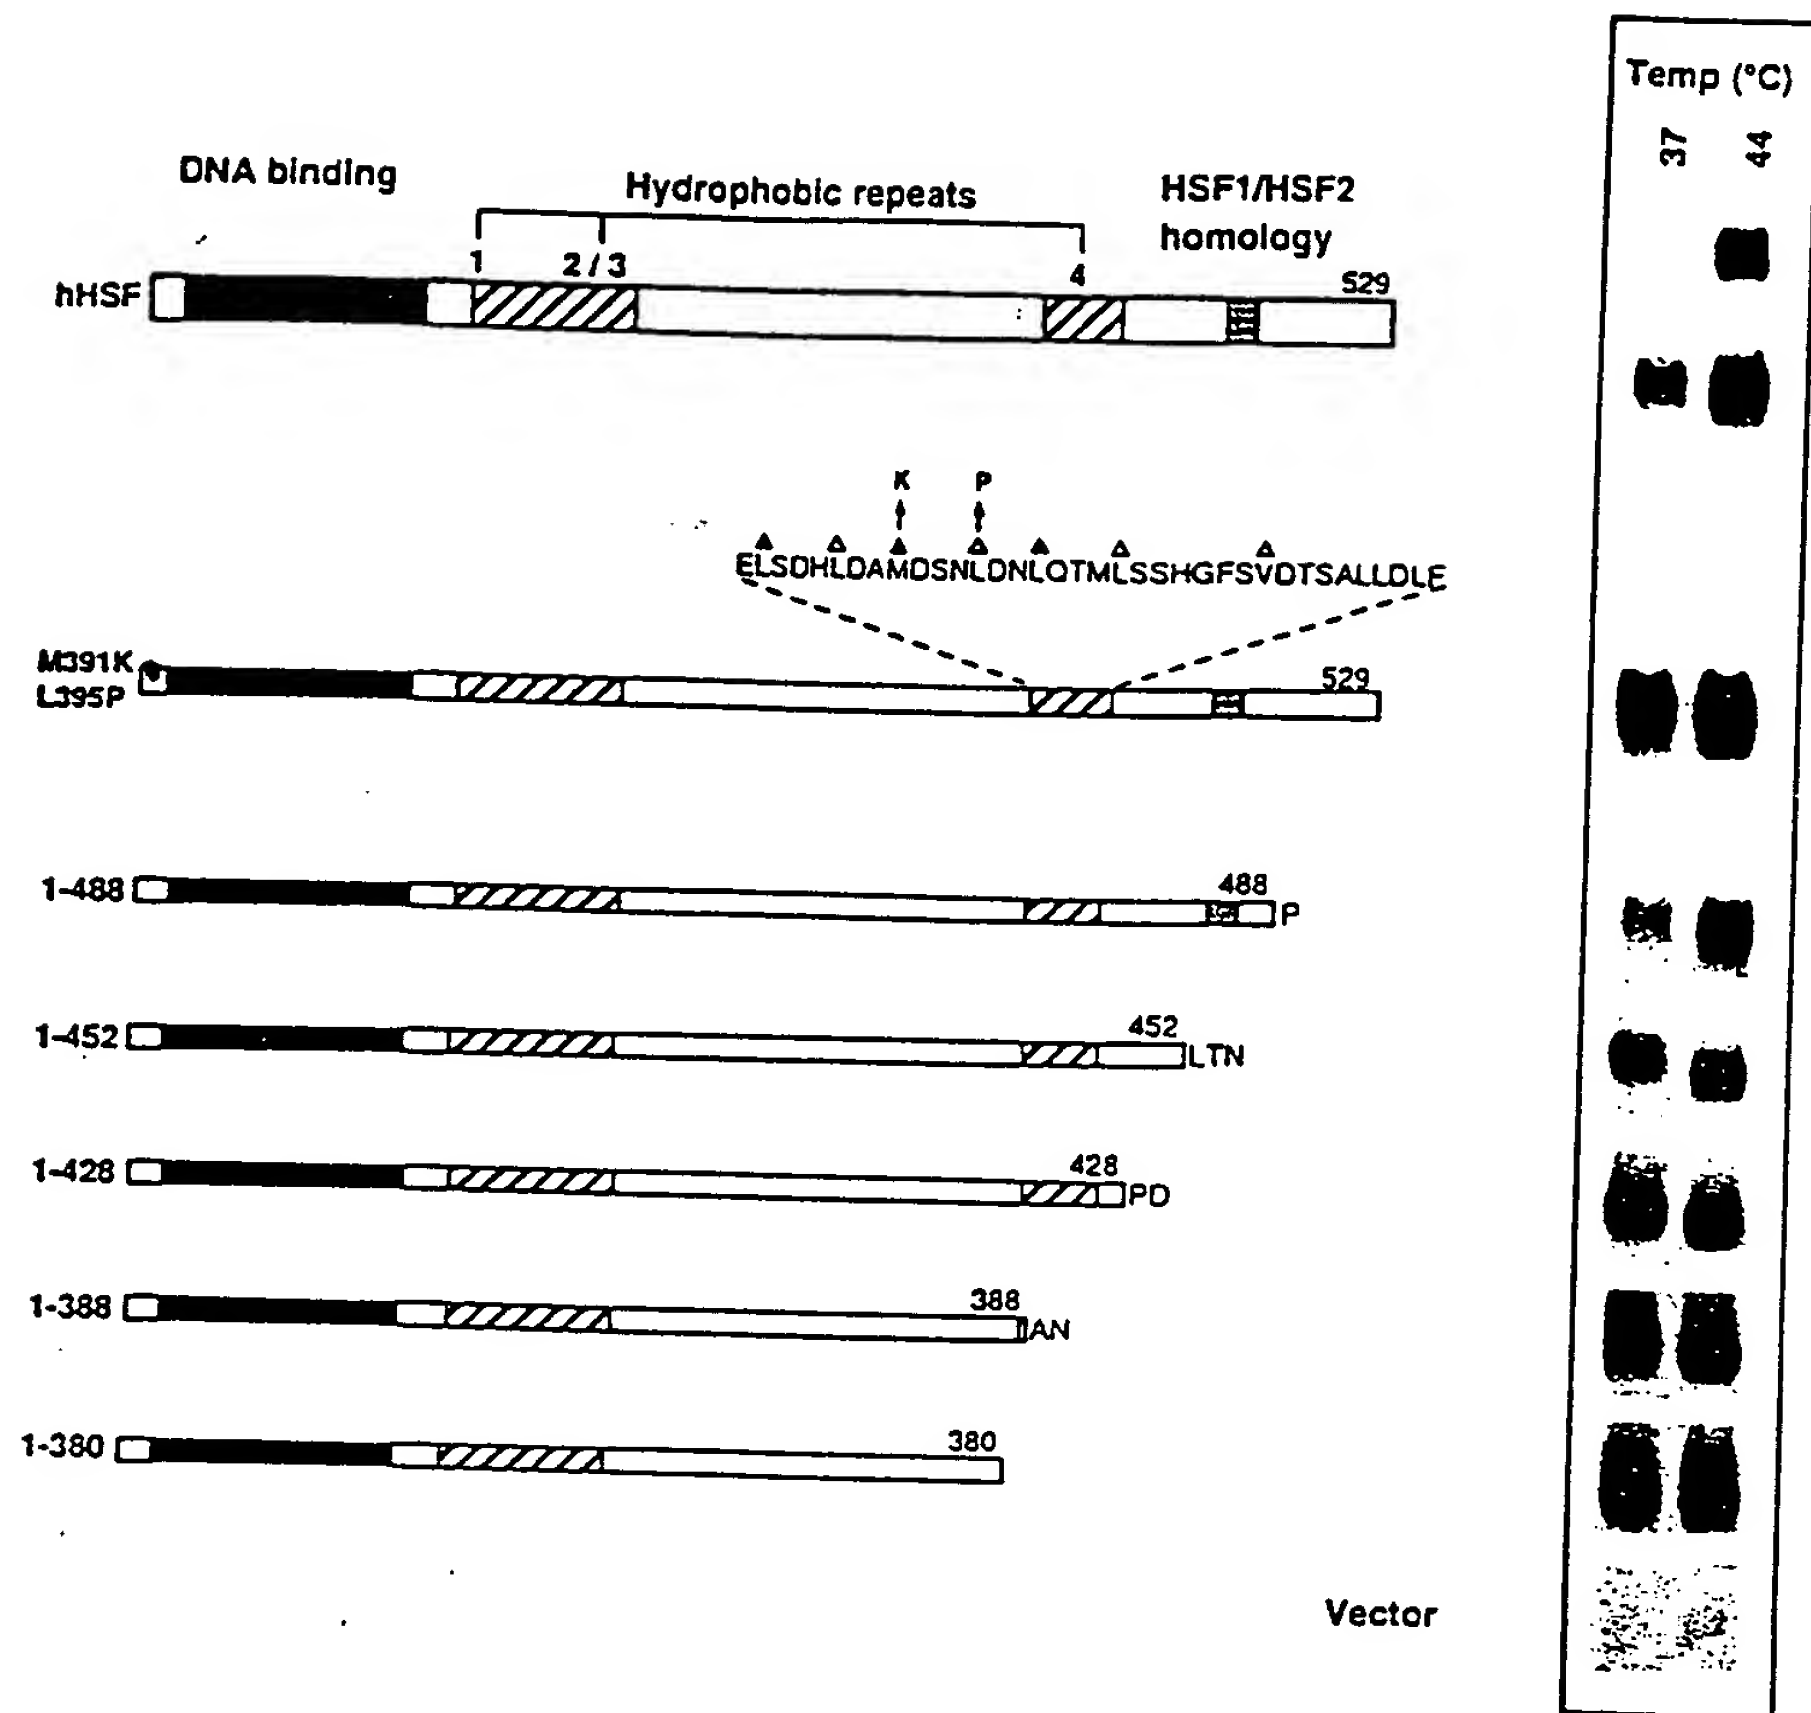 Temp (°C)
37 44
DNA binding
Hydrophobic repeats
HSF1/HSF2
homology
1 2/3 4
hHSF 529
K P
ELSDHLDAMDSNLDNLQTMLSSHGFSVDTSALLDLE
M391K
L395P
529
1-488 488 P
1-452 452 LTN
1-428 428 PD
1-388 388 AN
1-380 380
Vector